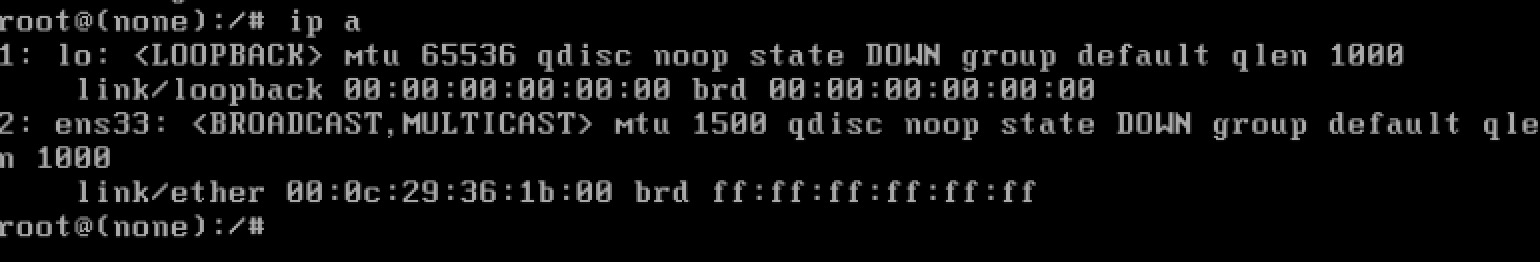 root@(none):/# ip a
1: lo: <LOOPBACK> mtu 65536 qdisc noop state DOWN group default qlen 1000
    link/loopback 00:00:00:00:00:00 brd 00:00:00:00:00:00
2: ens33: <BROADCAST,MULTICAST> mtu 1500 qdisc noop state DOWN group default qle
n 1000
    link/ether 00:0c:29:36:1b:00 brd ff:ff:ff:ff:ff:ff
root@(none):/#